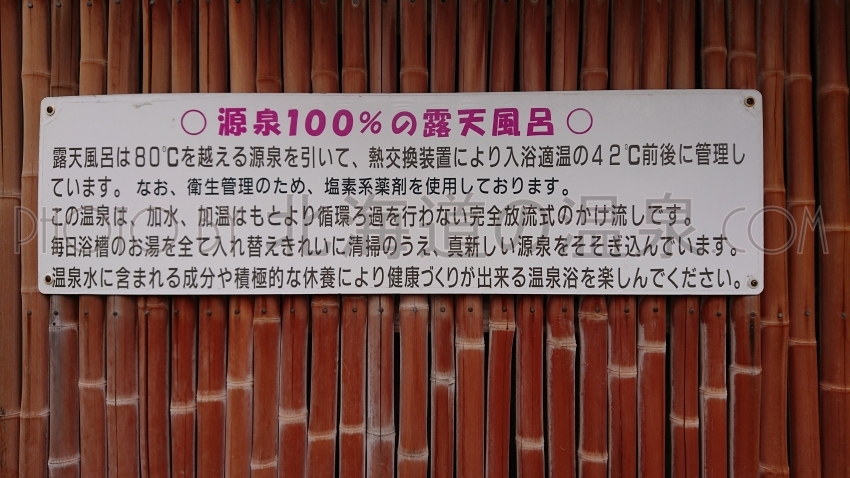 ○ 源泉100%の露天風呂 ○
露天風呂は80℃を越える源泉を引いて、熱交換装置により入浴適温の42℃前後に管理し
ています。なお、衛生管理のため、塩素系薬剤を使用しております。
この温泉は、加水、加温はもとより循環ろ過を行わない完全放流式のかけ流しです。
毎日浴槽のお湯を全て入れ替えきれいに清掃のうえ、真新しい源泉をそそぎ込んでいます。
温泉水に含まれる成分や積極的な休養により健康づくりが出来る温泉浴を楽しんでください。
北海道の温泉
.COM